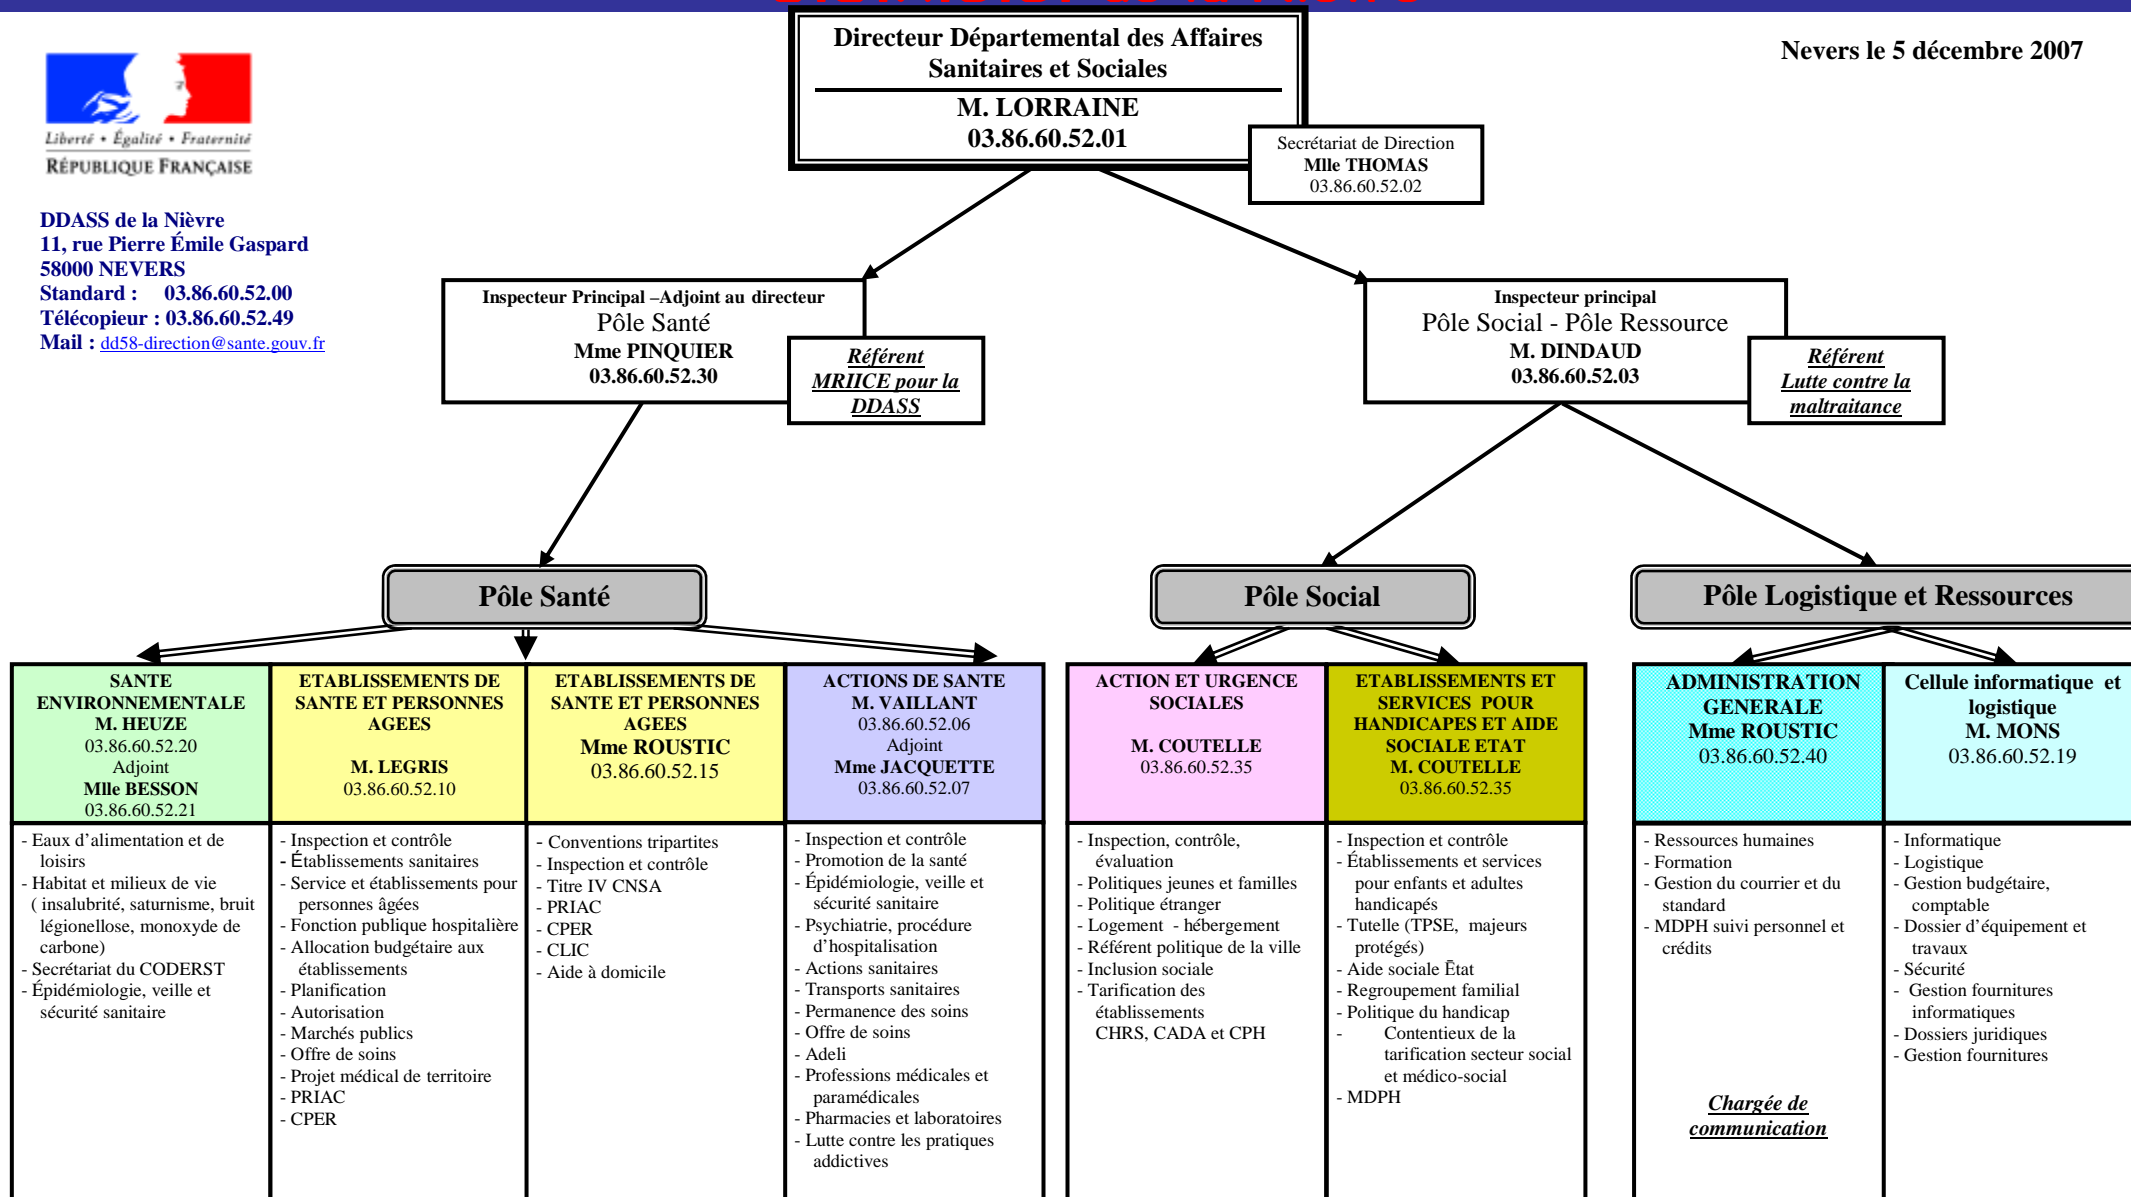 Directeur Départemental des Affaires
Sanitaires et Sociales
M. LORRAINE
03.86.60.52.01
Nevers le 5 décembre 2007
Secrétariat de Direction
Mlle THOMAS
03.86.60.52.02
Liberté • Égalité • Fraternité
RÉPUBLIQUE FRANÇAISE
DDASS de la Nièvre
11, rue Pierre Émile Gaspard
58000 NEVERS
Standard : 03.86.60.52.00
Télécopieur : 03.86.60.52.49
Mail : dd58-direction@sante.gouv.fr
Inspecteur Principal –Adjoint au directeur
Pôle Santé
Mme PINQUIER
03.86.60.52.30
Référent
MRIICE pour la
DDASS
Inspecteur principal
Pôle Social - Pôle Ressource
M. DINDAUD
03.86.60.52.03
Référent
Lutte contre la
maltraitance
Pôle Santé
Pôle Social
Pôle Logistique et Ressources
SANTE
ENVIRONNEMENTALE
M. HEUZE
03.86.60.52.20
Adjoint
Mlle BESSON
03.86.60.52.21
- Eaux d’alimentation et de
loisirs
- Habitat et milieux de vie
( insalubrité, saturnisme, bruit
légionellose, monoxyde de
carbone)
- Secrétariat du CODERST
- Épidémiologie, veille et
sécurité sanitaire
ETABLISSEMENTS DE
SANTE ET PERSONNES
AGEES
M. LEGRIS
03.86.60.52.10
- Inspection et contrôle
- Établissements sanitaires
- Service et établissements pour
personnes âgées
- Fonction publique hospitalière
- Allocation budgétaire aux
établissements
- Planification
- Autorisation
- Marchés publics
- Offre de soins
- Projet médical de territoire
- PRIAC
- CPER
ETABLISSEMENTS DE
SANTE ET PERSONNES
AGEES
Mme ROUSTIC
03.86.60.52.15
- Conventions tripartites
- Inspection et contrôle
- Titre IV CNSA
- PRIAC
- CPER
- CLIC
- Aide à domicile
ACTIONS DE SANTE
M. VAILLANT
03.86.60.52.06
Adjoint
Mme JACQUETTE
03.86.60.52.07
- Inspection et contrôle
- Promotion de la santé
- Épidémiologie, veille et
sécurité sanitaire
- Psychiatrie, procédure
d’hospitalisation
- Actions sanitaires
- Transports sanitaires
- Permanence des soins
- Offre de soins
- Adeli
- Professions médicales et
paramédicales
- Pharmacies et laboratoires
- Lutte contre les pratiques
addictives
ACTION ET URGENCE
SOCIALES
M. COUTELLE
03.86.60.52.35
- Inspection, contrôle,
évaluation
- Politiques jeunes et familles
- Politique étranger
- Logement - hébergement
- Référent politique de la ville
- Inclusion sociale
- Tarification des
établissements
CHRS, CADA et CPH
ETABLISSEMENTS ET
SERVICES POUR
HANDICAPES ET AIDE
SOCIALE ETAT
M. COUTELLE
03.86.60.52.35
- Inspection et contrôle
- Établissements et services
pour enfants et adultes
handicapés
- Tutelle (TPSE, majeurs
protégés)
- Aide sociale Ētat
- Regroupement familial
- Politique du handicap
- Contentieux de la
tarification secteur social
et médico-social
- MDPH
ADMINISTRATION
GENERALE
Mme ROUSTIC
03.86.60.52.40
- Ressources humaines
- Formation
- Gestion du courrier et du
standard
- MDPH suivi personnel et
crédits
Chargée de
communication
Cellule informatique et
logistique
M. MONS
03.86.60.52.19
- Informatique
- Logistique
- Gestion budgétaire,
comptable
- Dossier d’équipement et
travaux
- Sécurité
- Gestion fournitures
informatiques
- Dossiers juridiques
- Gestion fournitures